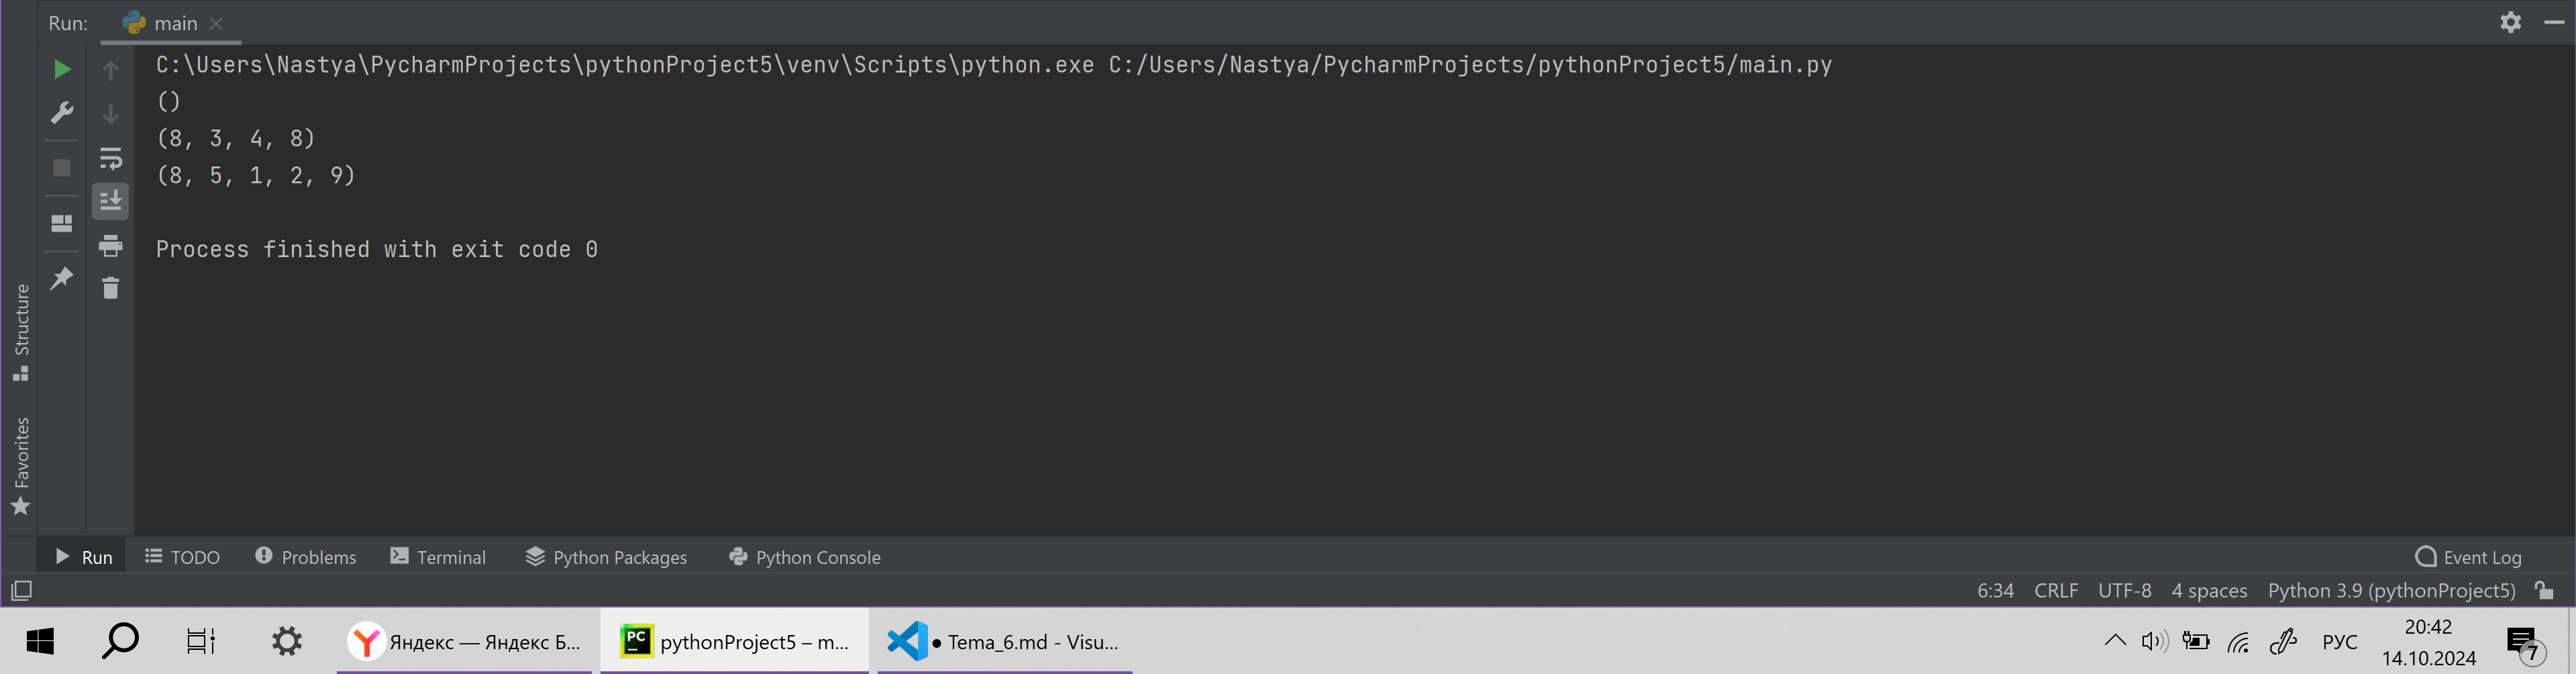 Run: main
C:\Users\Nastya\PycharmProjects\pythonProject5\venv\Scripts\python.exe C:/Users/Nastya/PycharmProjects/pythonProject5/main.py
()
(8, 3, 4, 8)
(8, 5, 1, 2, 9)
Process finished with exit code 0
Structure
Favorites
Run TODO Problems Terminal Python Packages Python Console Event Log
6:34 CRLF UTF-8 4 spaces Python 3.9 (pythonProject5)
Яндекс — Яндекс Б... PC pythonProject5 – m... ● Tema_6.md - Visu... РУС 20:42
14.10.2024 7